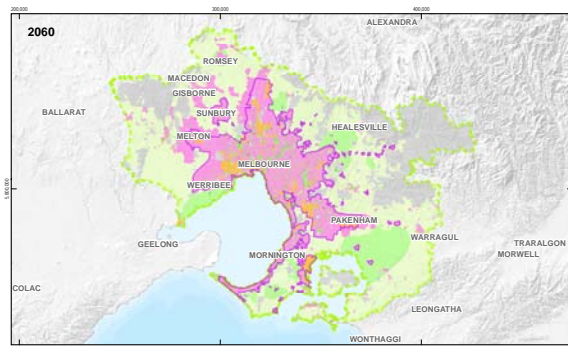 200,000 300,000 400,000
2060
ALEXANDRA
ROMSEY
MACEDON
GISBORNE
BALLARAT
SUNBURY
HEALESVILLE
MELTON
MELBOURNE
WERRIBEE
PAKENHAM
WARRAGUL
GEELONG
TRARALGON
MORNINGTON
MORWELL
COLAC
LEONGATHA
WONTHAGGI